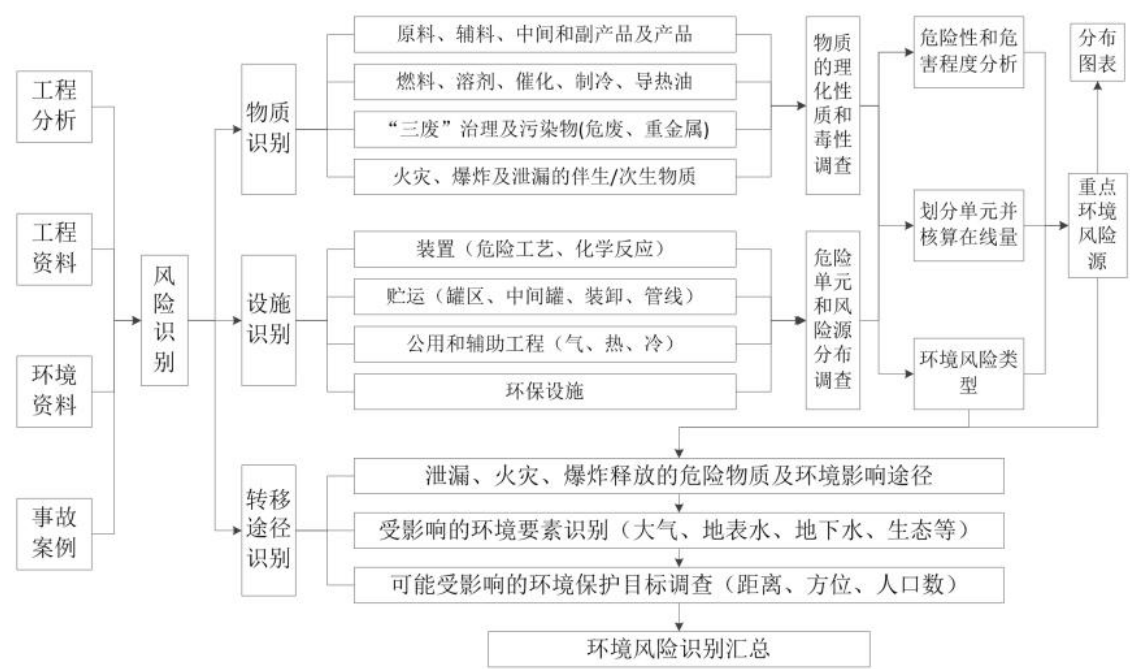 工程
分析
工程
资料
环境
资料
事故
案例
风
险
识
别
物质
识别
原料、辅料、中间和副产品及产品
燃料、溶剂、催化、制冷、导热油
“三废”治理及污染物(危废、重金属)
火灾、爆炸及泄漏的伴生/次生物质
物质
的理
化性
质和
毒性
调查
设施
识别
装置（危险工艺、化学反应）
贮运（罐区、中间罐、装卸、管线）
公用和辅助工程（气、热、冷）
环保设施
危险
单元
和风
险源
分布
调查
危险性和危
害程度分析
划分单元并
核算在线量
环境风险类
型
分布
图表
重点
环境
风险
源
转移
途径
识别
泄漏、火灾、爆炸释放的危险物质及环境影响途径
受影响的环境要素识别（大气、地表水、地下水、生态等）
可能受影响的环境保护目标调查（距离、方位、人口数）
环境风险识别汇总